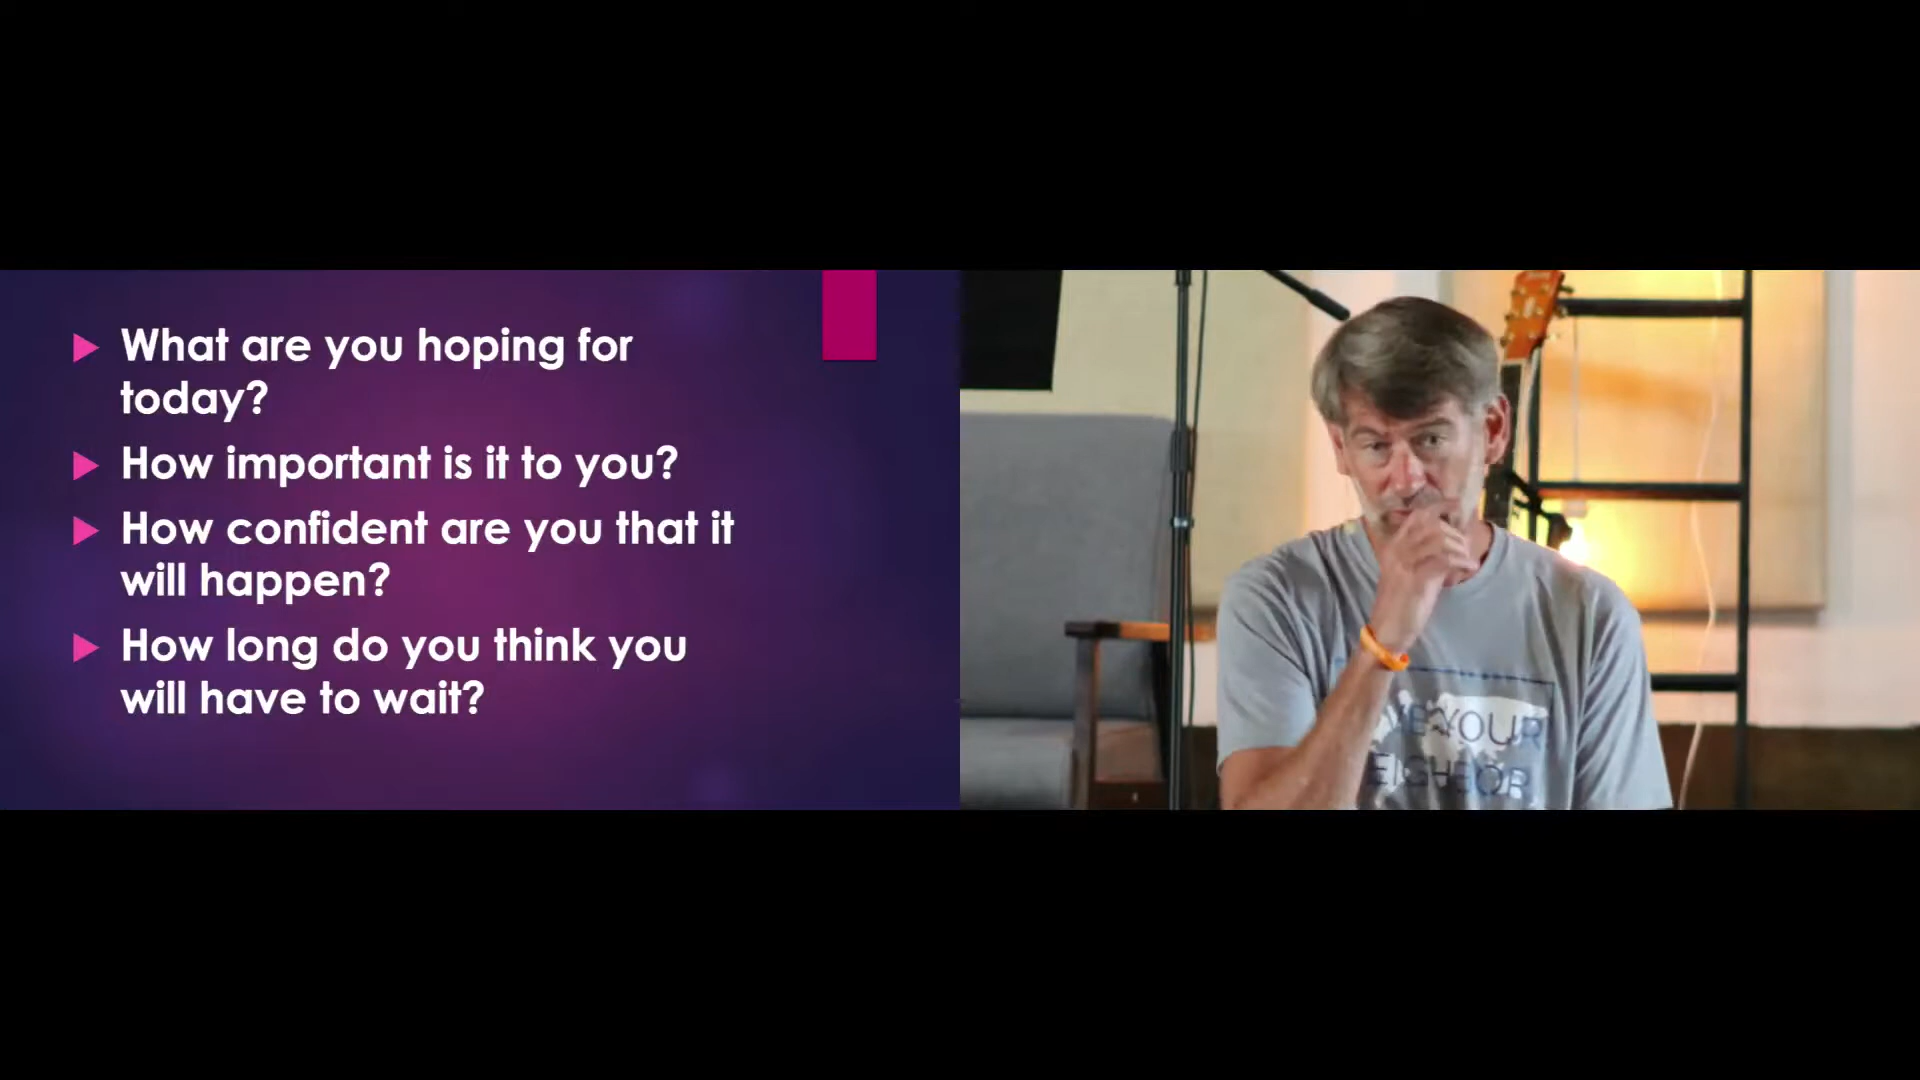 What are you hoping for
today?
How important is it to you?
How confident are you that it
will happen?
How long do you think you
will have to wait?
YOUR